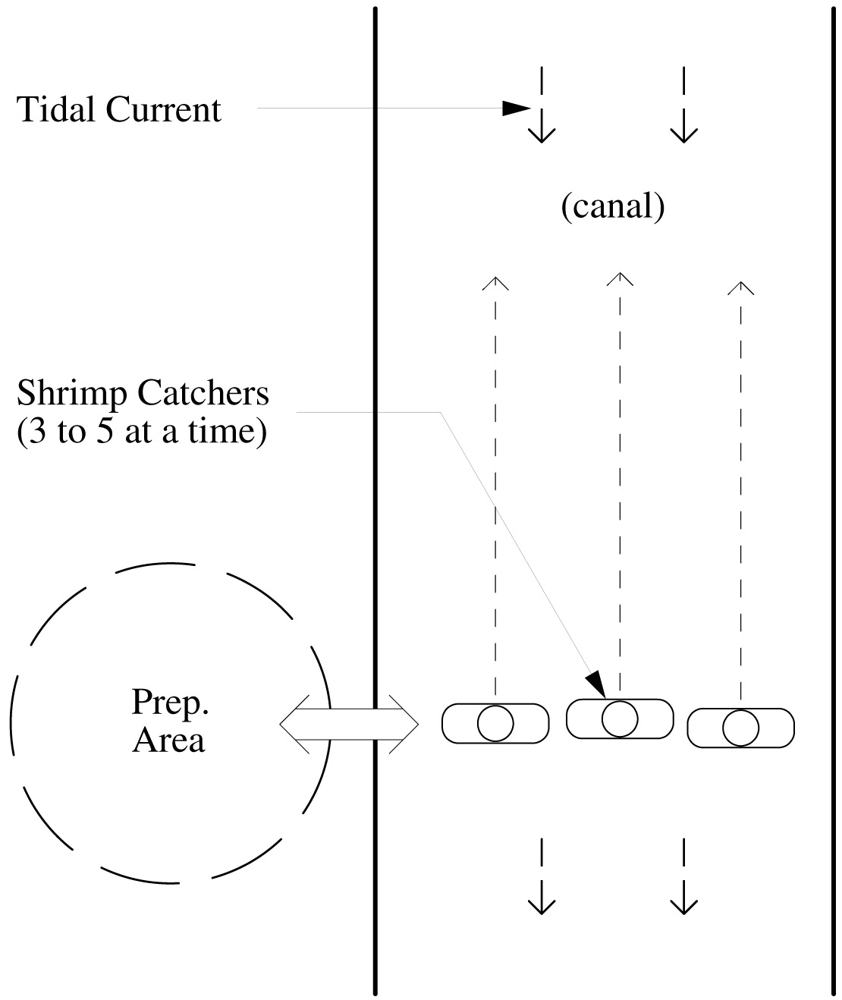 Tidal Current
(canal)
Shrimp Catchers
(3 to 5 at a time)
Prep.
Area